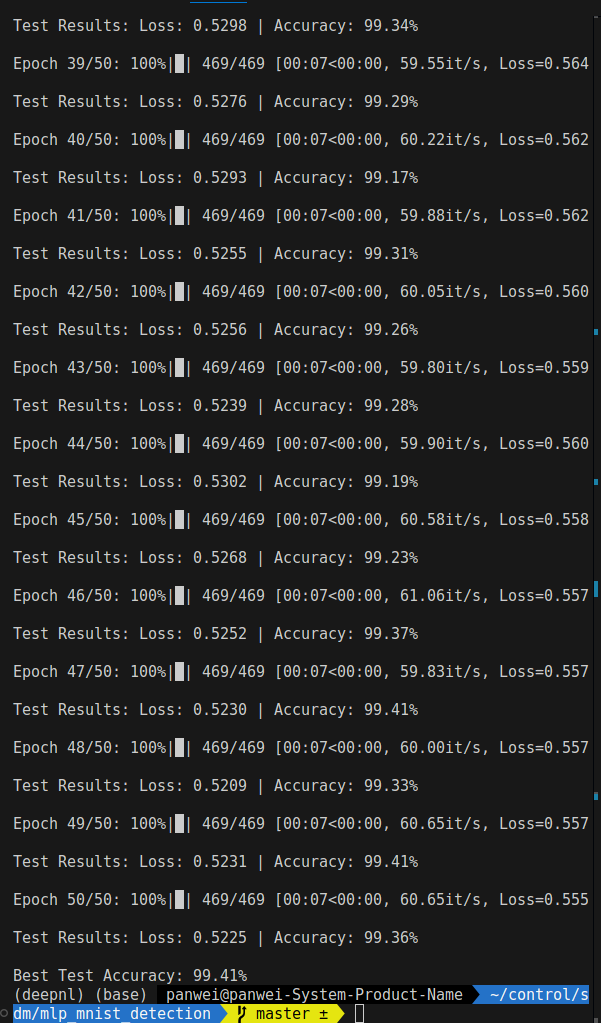 Test Results: Loss: 0.5298 | Accuracy: 99.34%
Epoch 39/50: 100%|█| 469/469 [00:07<00:00, 59.55it/s, Loss=0.564
Test Results: Loss: 0.5276 | Accuracy: 99.29%
Epoch 40/50: 100%|█| 469/469 [00:07<00:00, 60.22it/s, Loss=0.562
Test Results: Loss: 0.5293 | Accuracy: 99.17%
Epoch 41/50: 100%|█| 469/469 [00:07<00:00, 59.88it/s, Loss=0.562
Test Results: Loss: 0.5255 | Accuracy: 99.31%
Epoch 42/50: 100%|█| 469/469 [00:07<00:00, 60.05it/s, Loss=0.560
Test Results: Loss: 0.5256 | Accuracy: 99.26%
Epoch 43/50: 100%|█| 469/469 [00:07<00:00, 59.80it/s, Loss=0.559
Test Results: Loss: 0.5239 | Accuracy: 99.28%
Epoch 44/50: 100%|█| 469/469 [00:07<00:00, 59.90it/s, Loss=0.560
Test Results: Loss: 0.5302 | Accuracy: 99.19%
Epoch 45/50: 100%|█| 469/469 [00:07<00:00, 60.58it/s, Loss=0.558
Test Results: Loss: 0.5268 | Accuracy: 99.23%
Epoch 46/50: 100%|█| 469/469 [00:07<00:00, 61.06it/s, Loss=0.557
Test Results: Loss: 0.5252 | Accuracy: 99.37%
Epoch 47/50: 100%|█| 469/469 [00:07<00:00, 59.83it/s, Loss=0.557
Test Results: Loss: 0.5230 | Accuracy: 99.41%
Epoch 48/50: 100%|█| 469/469 [00:07<00:00, 60.00it/s, Loss=0.557
Test Results: Loss: 0.5209 | Accuracy: 99.33%
Epoch 49/50: 100%|█| 469/469 [00:07<00:00, 60.65it/s, Loss=0.557
Test Results: Loss: 0.5231 | Accuracy: 99.41%
Epoch 50/50: 100%|█| 469/469 [00:07<00:00, 60.65it/s, Loss=0.555
Test Results: Loss: 0.5225 | Accuracy: 99.36%
Best Test Accuracy: 99.41%
(deepnl) (base) panwei@panwei-System-Product-Name ~/control/s
dm/mlp_mnist_detection master ±